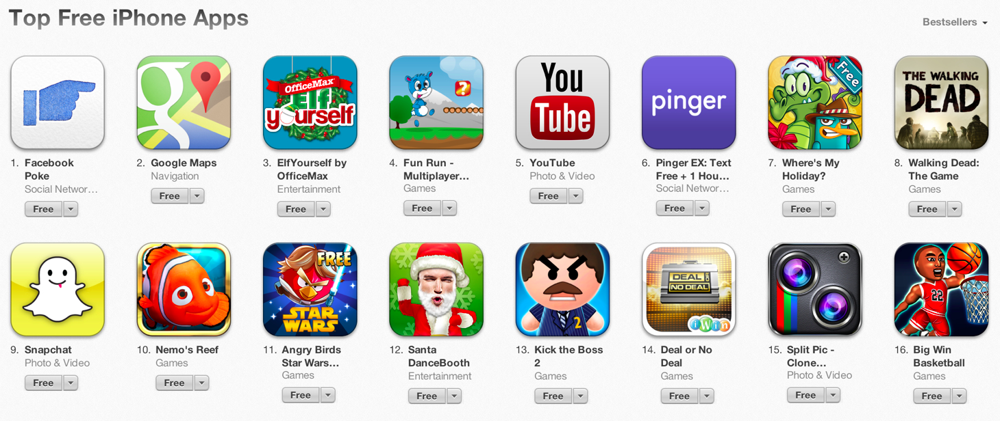 Top Free iPhone Apps
Bestsellers
OfficeMax
Elf
yourself
?
You
Tube
pinger
Free
THE WALKING
DEAD
g
1. Facebook
Poke
Social Networ...
Free
2. Google Maps
Navigation
Free
3. ElfYourself by
OfficeMax
Entertainment
Free
4. Fun Run -
Multiplayer...
Games
Free
5. YouTube
Photo & Video
Free
6. Pinger EX: Text
Free + 1 Hou...
Social Networ...
Free
7. Where's My
Holiday?
Games
Free
8. Walking Dead:
The Game
Games
Free
FREE
STAR
WARS
2
DEAL OR
NO DEAL
iWin
22
9. Snapchat
Photo & Video
Free
10. Nemo's Reef
Games
Free
11. Angry Birds
Star Wars...
Games
Free
12. Santa
DanceBooth
Entertainment
Free
13. Kick the Boss
2
Games
Free
14. Deal or No
Deal
Games
Free
15. Split Pic -
Clone...
Photo & Video
Free
16. Big Win
Basketball
Games
Free